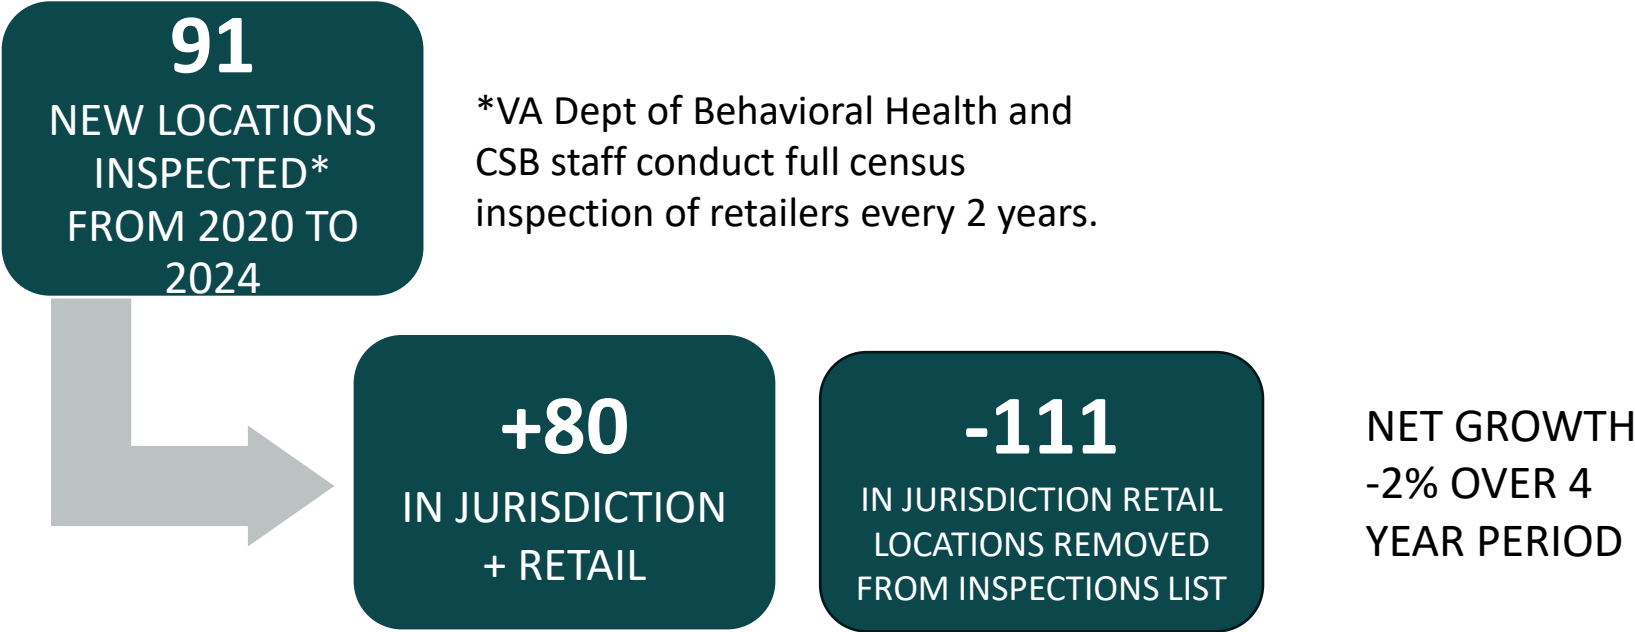 91
NEW LOCATIONS
INSPECTED*
FROM 2020 TO
2024
*VA Dept of Behavioral Health and
CSB staff conduct full census
inspection of retailers every 2 years.
+80
IN JURISDICTION
+ RETAIL
-111
IN JURISDICTION RETAIL
LOCATIONS REMOVED
FROM INSPECTIONS LIST
NET GROWTH
-2% OVER 4
YEAR PERIOD